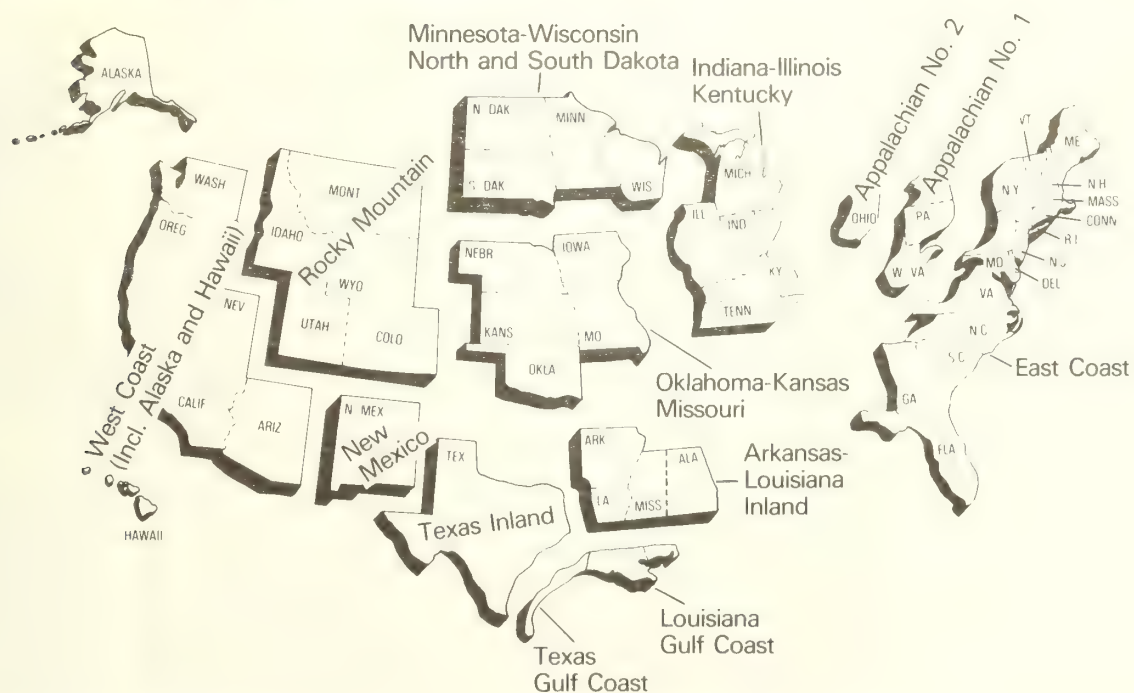 Minnesota-Wisconsin
North and South Dakota
Indiana-Illinois
Kentucky
Appalachian No. 2
Appalachian No. 1
ALASKA
N DAK
MINN
S DAK
WIS
MICH
ILL
IND
KY
TENN
OHIO
PA
W VA
VT
ME
N Y
N H
MASS
CONN
R I
MD
DEL
VA
N C
S C
GA
FLA
East Coast
WASH
OREG
NEV
CALIF
ARIZ
West Coast
(Incl. Alaska and Hawaii)
HAWAII
MONT
IDAHO
WYO
UTAH
COLO
Rocky Mountain
NEBR
IOWA
KANS
MO
OKLA
Oklahoma-Kansas
Missouri
N MEX
New
Mexico
TEX
Texas Inland
ARK
ALA
LA
MISS
Arkansas-
Louisiana
Inland
Louisiana
Gulf Coast
Texas
Gulf Coast